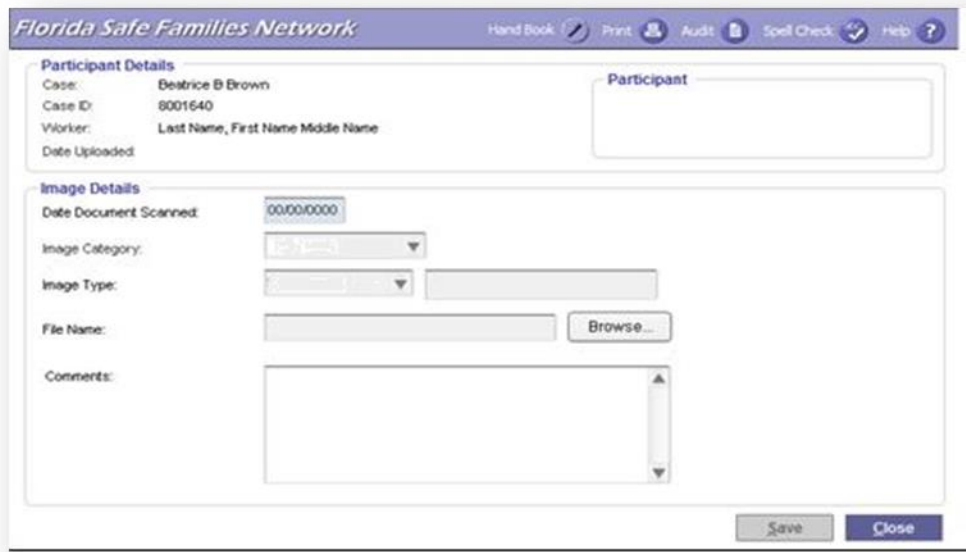 Florida Safe Families Network
Hand Book Print Audit Spell Check Help ?
Participant Details
Case: Beatrice B Brown
Case ID: 8001640
Worker: Last Name, First Name Middle Name
Date Uploaded:
Participant
Image Details
Date Document Scanned: 00/00/0000
Image Category:
Image Type:
File Name: Browse...
Comments:
Save Close